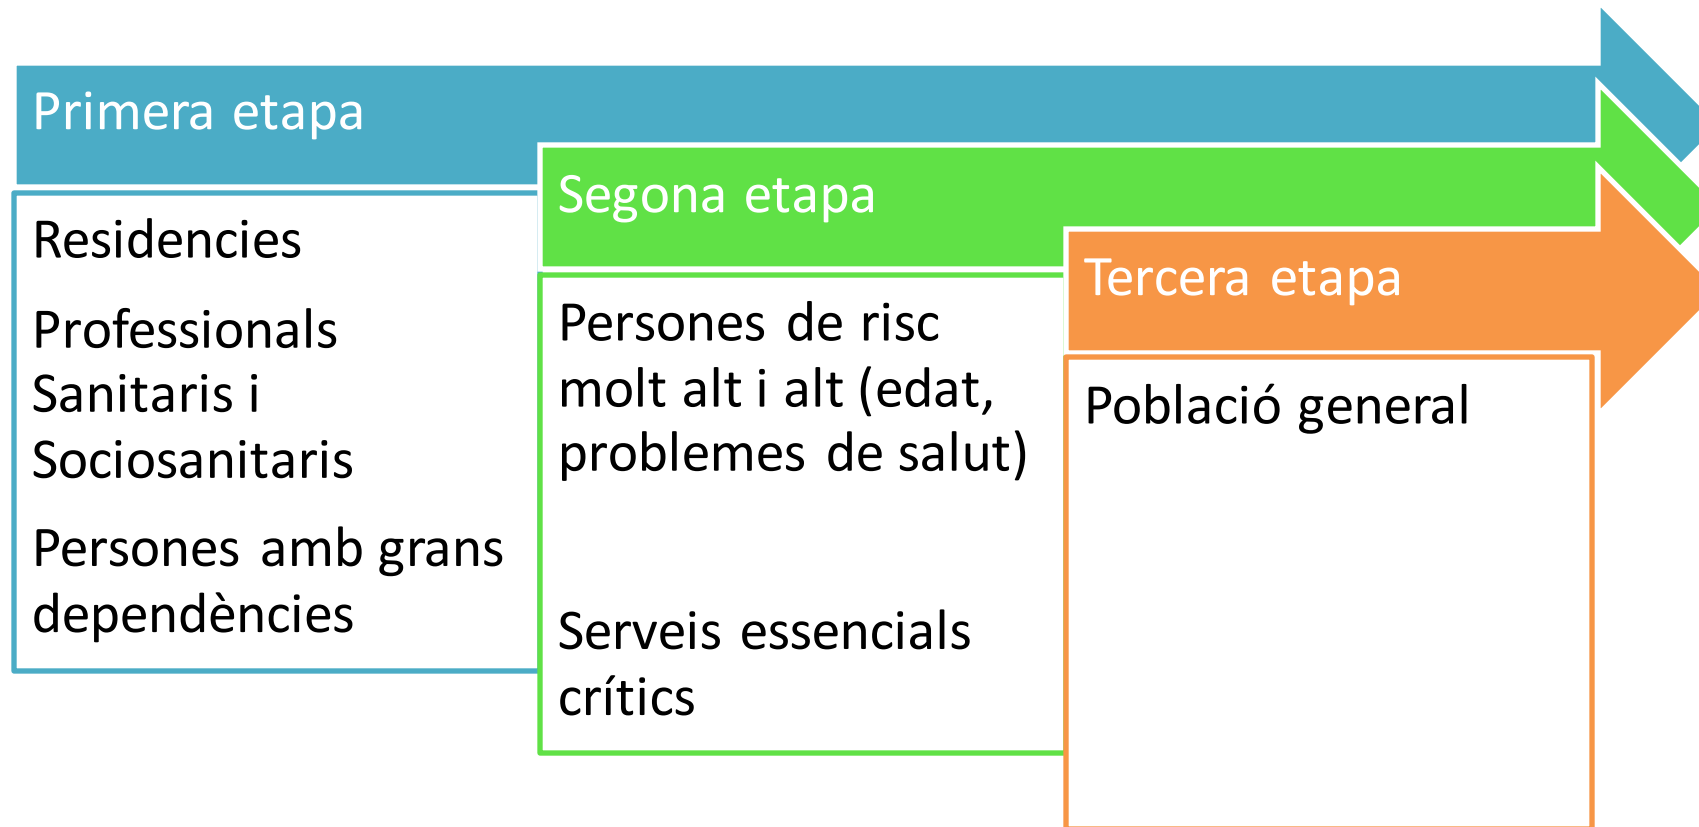 Primera etapa
Residencies
Professionals
Sanitaris i
Sociosanitaris
Persones amb grans
dependències
Segona etapa
Persones de risc
molt alt i alt (edat,
problemes de salut)
Serveis essencials
crítics
Tercera etapa
Població general